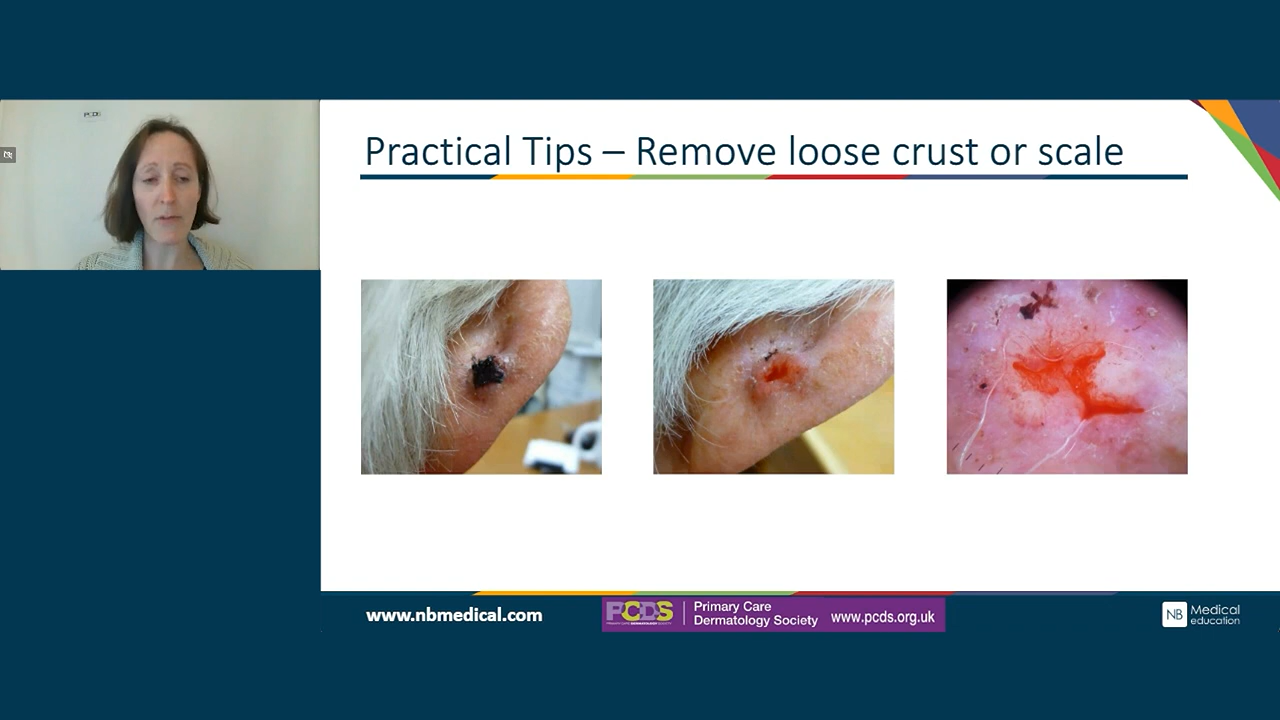 PCDS
Practical Tips – Remove loose crust or scale
www.nbmedical.com
PCDS
Primary Care
Dermatology Society
www.pcds.org.uk
NB
Medical
education